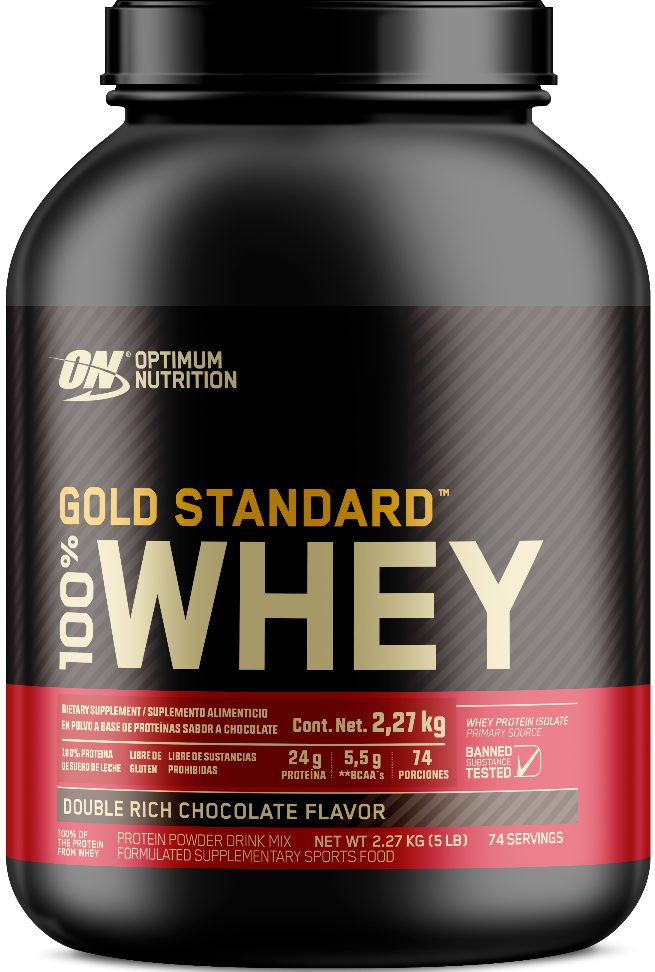 ON® OPTIMUM
NUTRITION
GOLD STANDARD™
100% WHEY
DIETARY SUPPLEMENT / SUPLEMENTO ALIMENTICIO
EN POLVO A BASE DE PROTEÍNAS SABOR A CHOCOLATE
Cont. Net. 2,27 kg
100% PROTEINA
DE SUERO DE LECHE
LIBRE DE
GLUTEN
LIBRE DE SUSTANCIAS
PROHIBIDAS
24 g
PROTEÍNA
5,5 g
**BCAA´s
74
PORCIONES
WHEY PROTEIN ISOLATE
PRIMARY SOURCE
BANNED
SUBSTANCE
TESTED
DOUBLE RICH CHOCOLATE FLAVOR
100% OF
THE PROTEIN
FROM WHEY
PROTEIN POWDER DRINK MIX NET WT 2.27 KG (5 LB) 74 SERVINGS
FORMULATED SUPPLEMENTARY SPORTS FOOD